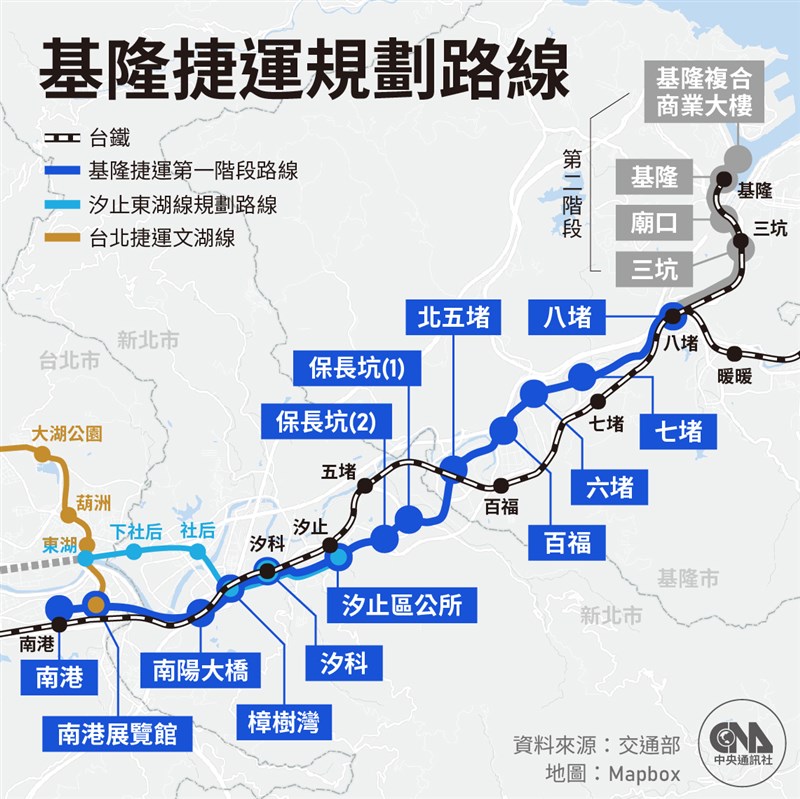 基隆捷運規劃路線
台鐵
基隆捷運第一階段路線
汐止東湖線規劃路線
台北捷運文湖線
基隆複合
商業大樓
第二階段
基隆
基隆
廟口
三坑
三坑
北五堵
八堵
八堵
新北市
台北市
保長坑(1)
暖暖
保長坑(2)
七堵
七堵
大湖公園
五堵
六堵
百福
葫洲
百福
東湖
下社后
社后
汐科
汐止
基隆市
新北市
汐止區公所
南港
南港
南陽大橋
汐科
南港展覽館
樟樹灣
資料來源：交通部
地圖：Mapbox
CNA
中央通訊社